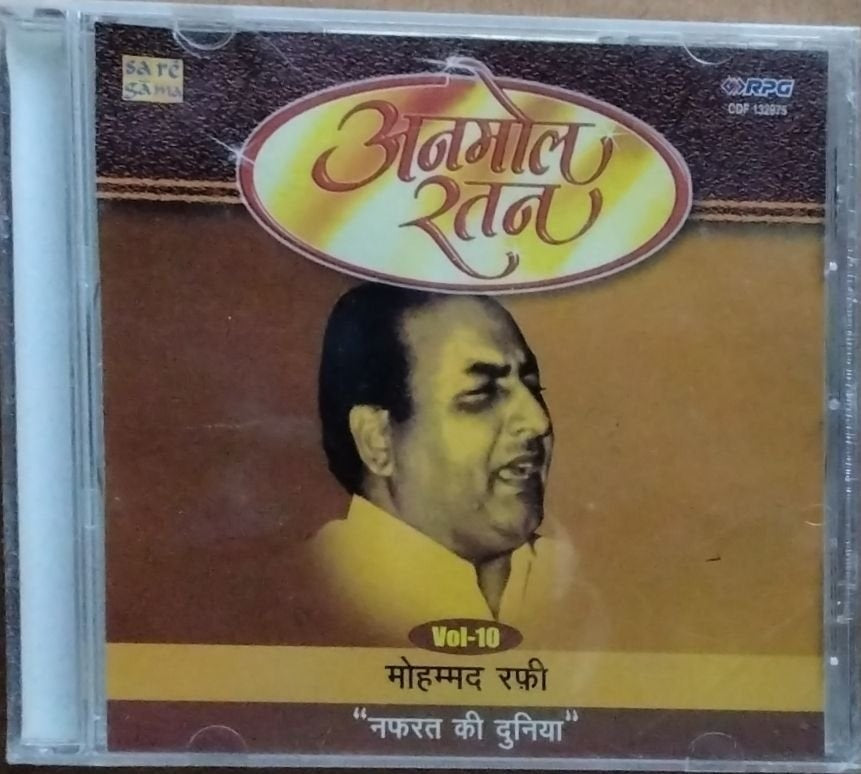 sa re
ga ma
RPG
CDF 132975
अनमोल
रतन
Vol-10
मोहम्मद रफ़ी
“नफरत की दुनिया”